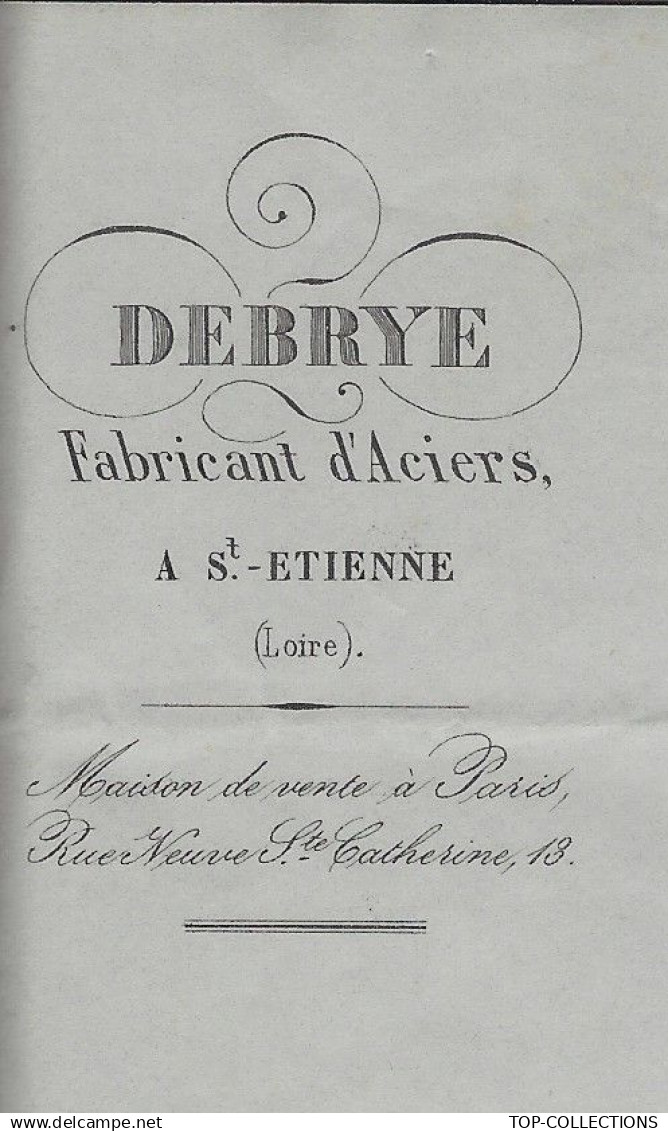 DEBRYE
Fabricant d'Aciers,
A St.-ETIENNE
(Loire).
Maison de vente à Paris,
Rue Neuve Ste. Catherine, 13.
delcampe.net
TOP-COLLECTIONS